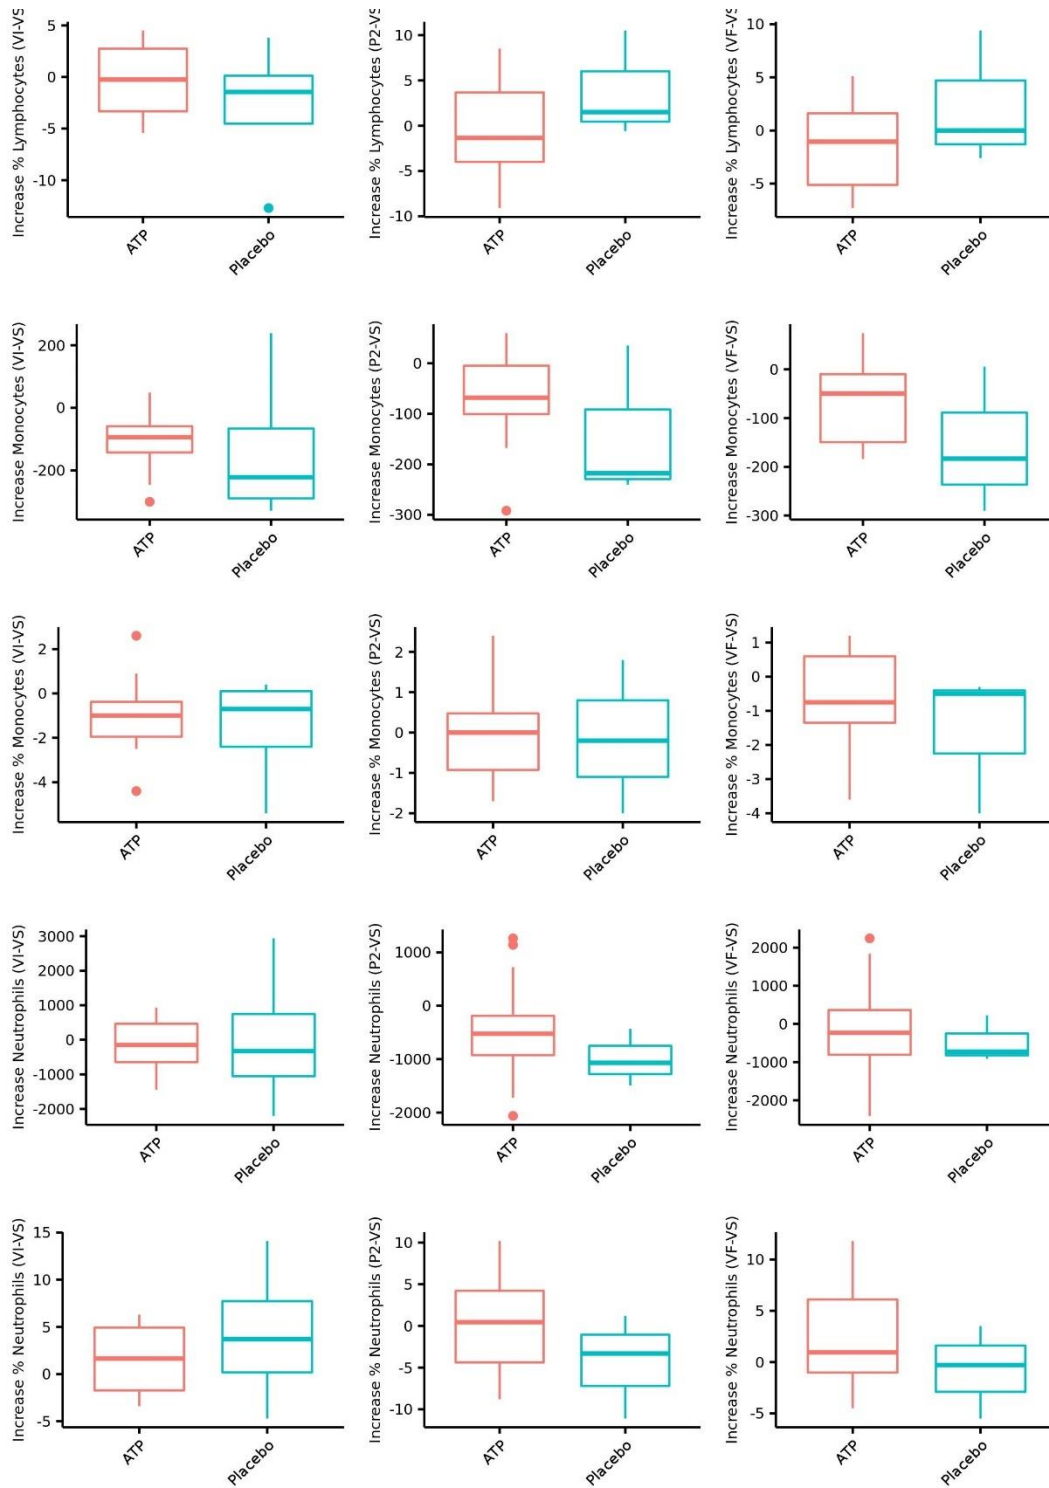 Increase % Lymphocytes (VI-VS
5
0
-5
-10
ATP
Placebo
Increase % Lymphocytes (P2-VS
10
5
0
-5
-10
ATP
Placebo
Increase % Lymphocytes (VF-VS
10
5
0
-5
ATP
Placebo
Increase Monocytes (VI-VS)
200
0
-200
ATP
Placebo
Increase Monocytes (P2-VS)
0
-100
-200
-300
ATP
Placebo
Increase Monocytes (VF-VS)
0
-100
-200
-300
ATP
Placebo
Increase % Monocytes (VI-VS)
2
0
-2
-4
ATP
Placebo
Increase % Monocytes (P2-VS)
2
1
0
-1
-2
ATP
Placebo
Increase % Monocytes (VF-VS)
1
0
-1
-2
-3
-4
ATP
Placebo
Increase Neutrophils (VI-VS)
3000
2000
1000
0
-1000
-2000
ATP
Placebo
Increase Neutrophils (P2-VS)
1000
0
-1000
-2000
ATP
Placebo
Increase Neutrophils (VF-VS)
2000
1000
0
-1000
-2000
ATP
Placebo
Increase % Neutrophils (VI-VS)
15
10
5
0
-5
ATP
Placebo
Increase % Neutrophils (P2-VS)
10
5
0
-5
-10
ATP
Placebo
Increase % Neutrophils (VF-VS)
10
5
0
-5
ATP
Placebo